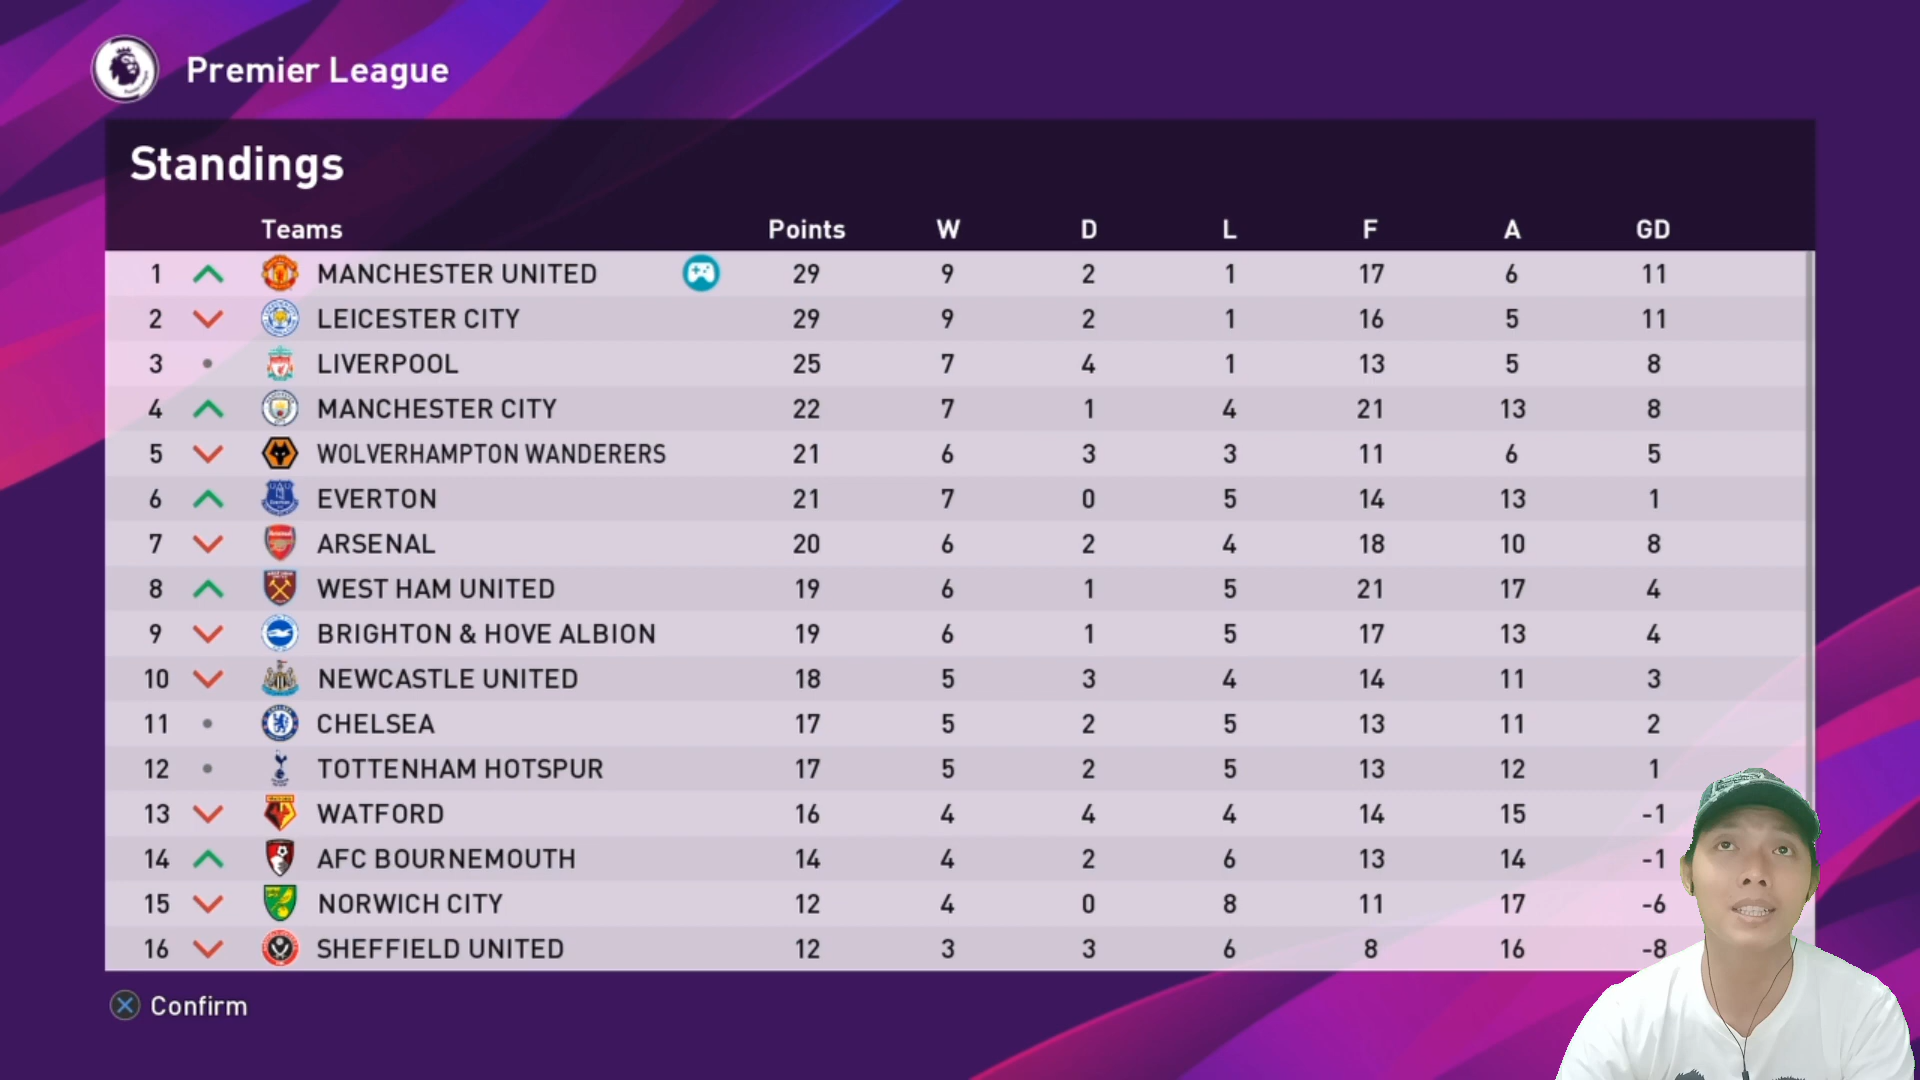 Premier League
Standings
Teams Points W D L F A GD
1 MANCHESTER UNITED 29 9 2 1 17 6 11
2 LEICESTER CITY 29 9 2 1 16 5 11
3 LIVERPOOL 25 7 4 1 13 5 8
4 MANCHESTER CITY 22 7 1 4 21 13 8
5 WOLVERHAMPTON WANDERERS 21 6 3 3 11 6 5
6 EVERTON 21 7 0 5 14 13 1
7 ARSENAL 20 6 2 4 18 10 8
8 WEST HAM UNITED 19 6 1 5 21 17 4
9 BRIGHTON & HOVE ALBION 19 6 1 5 17 13 4
10 NEWCASTLE UNITED 18 5 3 4 14 11 3
11 CHELSEA 17 5 2 5 13 11 2
12 TOTTENHAM HOTSPUR 17 5 2 5 13 12 1
13 WATFORD 16 4 4 4 14 15 -1
14 AFC BOURNEMOUTH 14 4 2 6 13 14 -1
15 NORWICH CITY 12 4 0 8 11 17 -6
16 SHEFFIELD UNITED 12 3 3 6 8 16 -8
Confirm